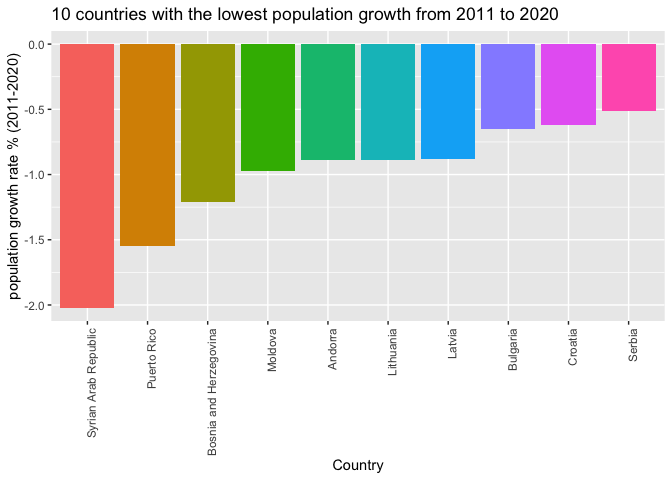 10 countries with the lowest population growth from 2011 to 2020
population growth rate % (2011-2020)
0.0
-0.5
-1.0
-1.5
-2.0
Syrian Arab Republic
Puerto Rico
Bosnia and Herzegovina
Moldova
Andorra
Lithuania
Latvia
Bulgaria
Croatia
Serbia
Country